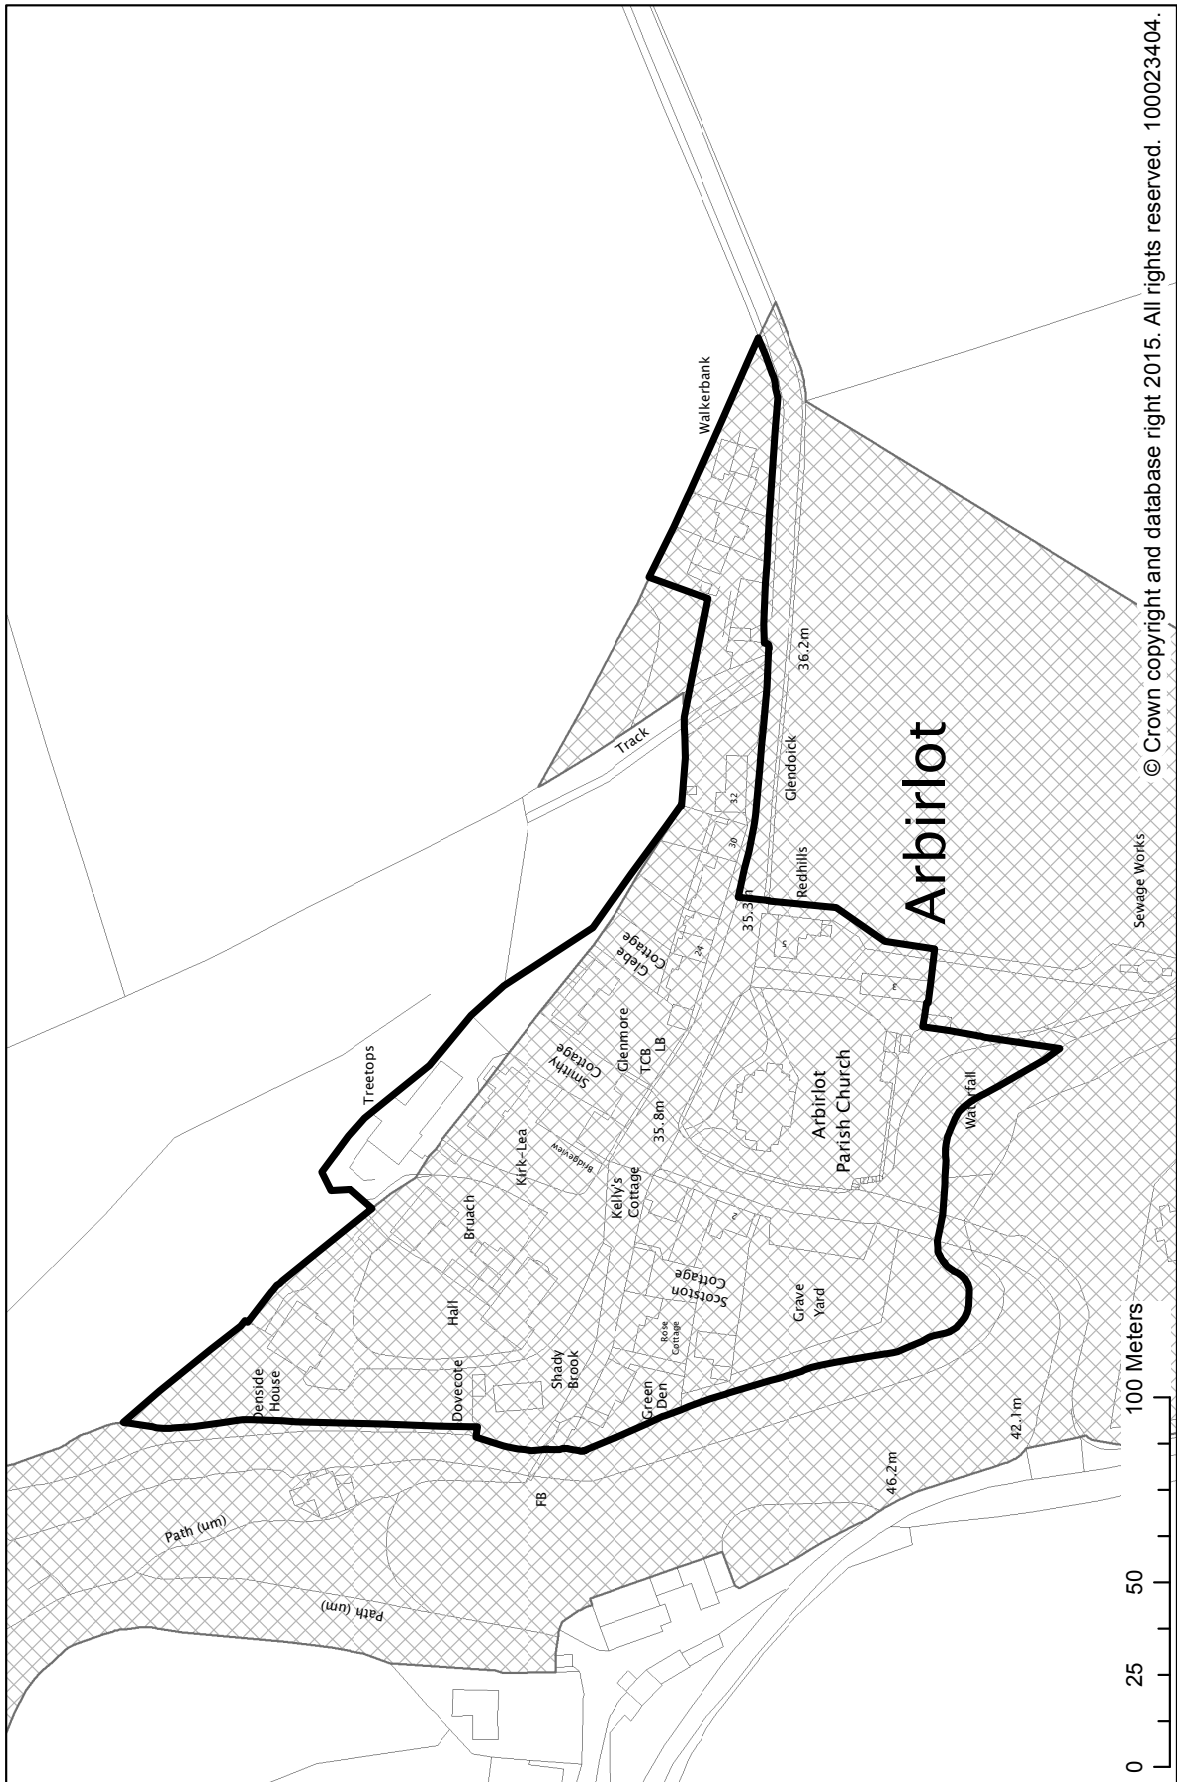 Walkerbank
Track
36.2m
Glendoick
Arbirlot
Redhills
32
30
35.3m
24
5
3
Glebe
Cottage
Glenmore
TCB
LB
Smithy
Cottage
Treetops
Kirk-Lea
Bridgeview
35.8m
Arbirlot
Parish Church
Waterfall
Sewage Works
Bruach
Kelly's
Cottage
2
Hall
Scotston
Cottage
Rose
Cottage
Grave
Yard
Denside
House
Dovecote
Shady
Brook
Green
Den
FB
Path (um)
Path (um)
46.2m
42.1m
0 25 50 100 Meters
© Crown copyright and database right 2015. All rights reserved. 100023404.